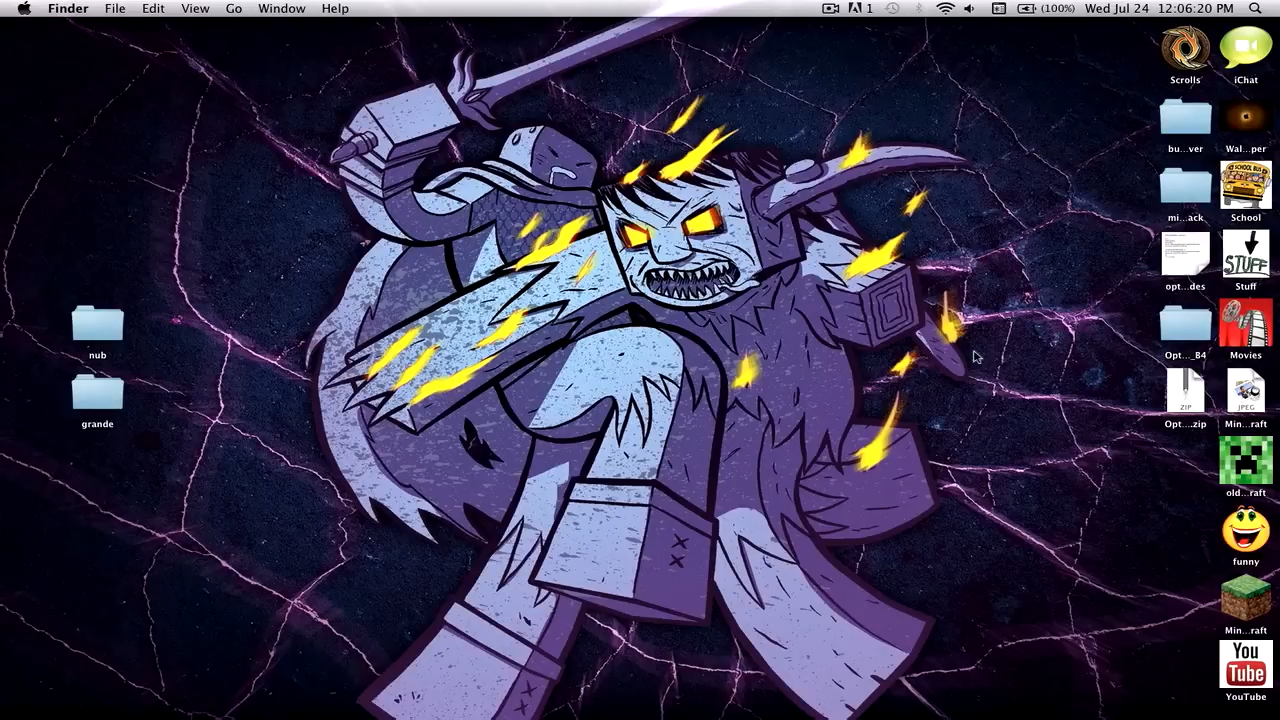 Finder File Edit View Go Window Help 1 (100%) Wed Jul 24 12:06:20 PM
Scrolls
iChat
bu...ver
Wal...per
SCHOOL BUS
mi...ack
School
STUFF
opt...des
Stuff
Opt..._B4
Movies
ZIP
JPEG
Opt....zip
Min...raft
old...raft
funny
Min...raft
You
Tube
YouTube
nub
grande